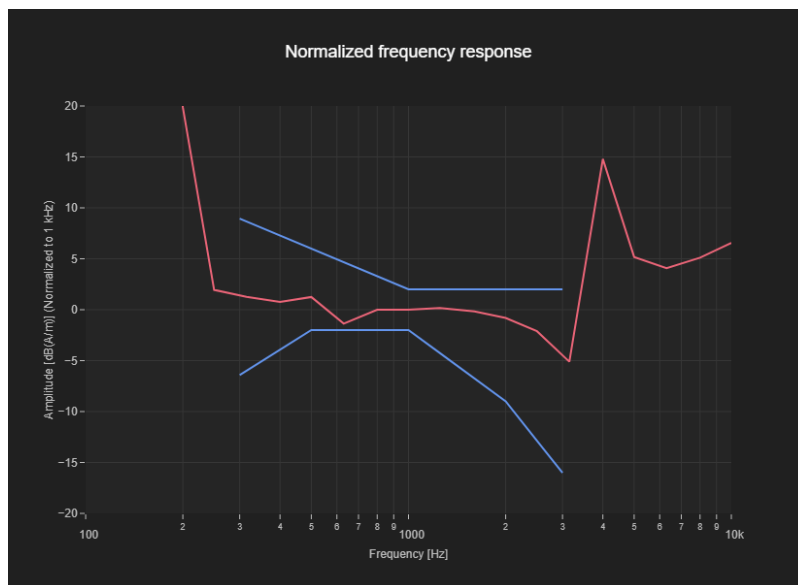 Normalized frequency response
Amplitude [dB(A/m)] (Normalized to 1 kHz)
20
15
10
5
0
−5
−10
−15
−20
100 2 3 4 5 6 7 8 9 1000 2 3 4 5 6 7 8 9 10k
Frequency [Hz]